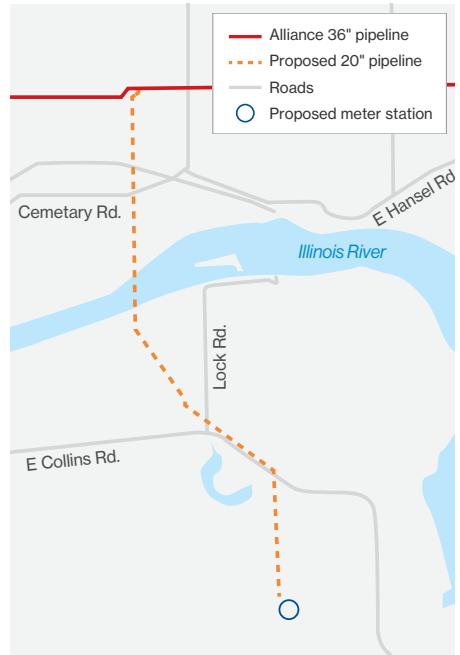 Alliance 36" pipeline
Proposed 20" pipeline
Roads
Proposed meter station
Cemetary Rd.
E Hansel Rd.
Illinois River
Lock Rd.
E Collins Rd.